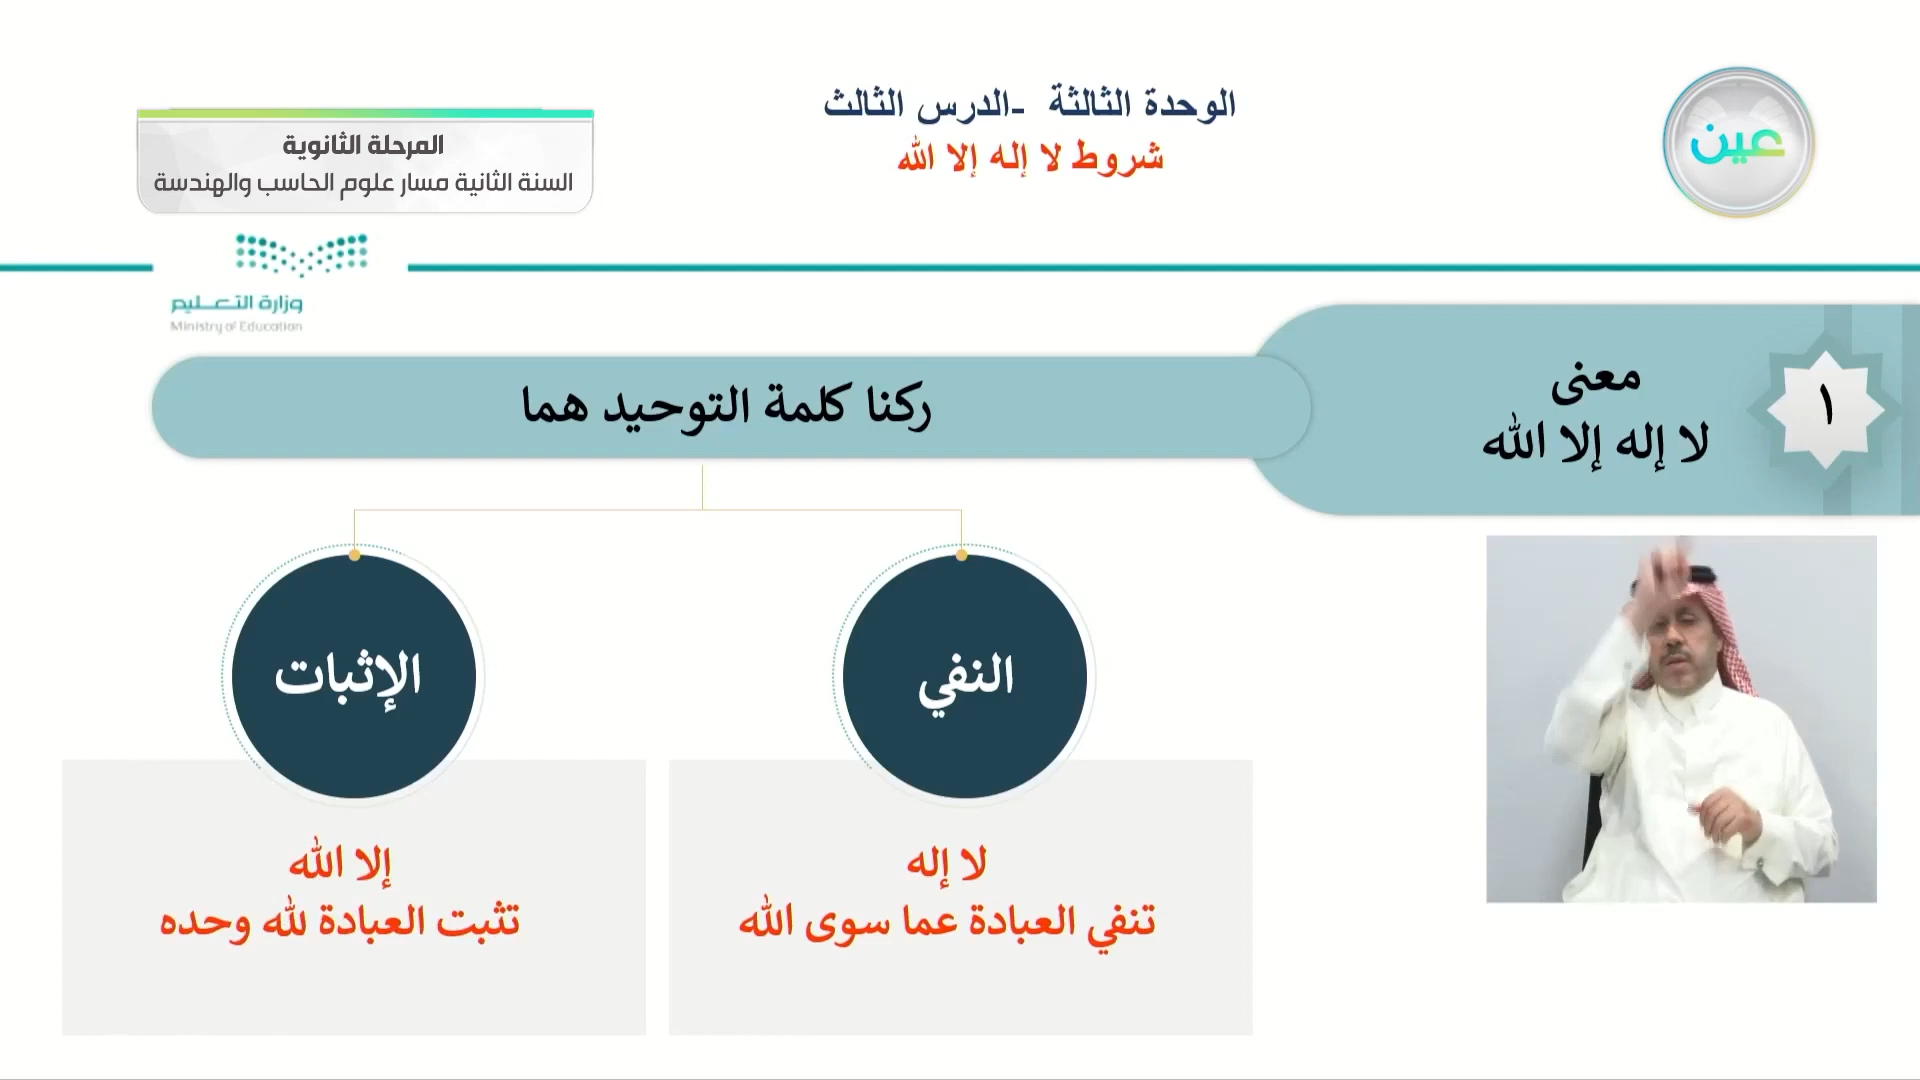 الوحدة الثالثة -الدرس الثالث
شروط لا إله إلا الله
عين
المرحلة الثانوية
السنة الثانية مسار علوم الحاسب والهندسة
وزارة التعليم
Ministry of Education
١
معنى
لا إله إلا الله
ركنا كلمة التوحيد هما
النفي
لا إله
تنفي العبادة عما سوى الله
الإثبات
إلا الله
تثبت العبادة لله وحده